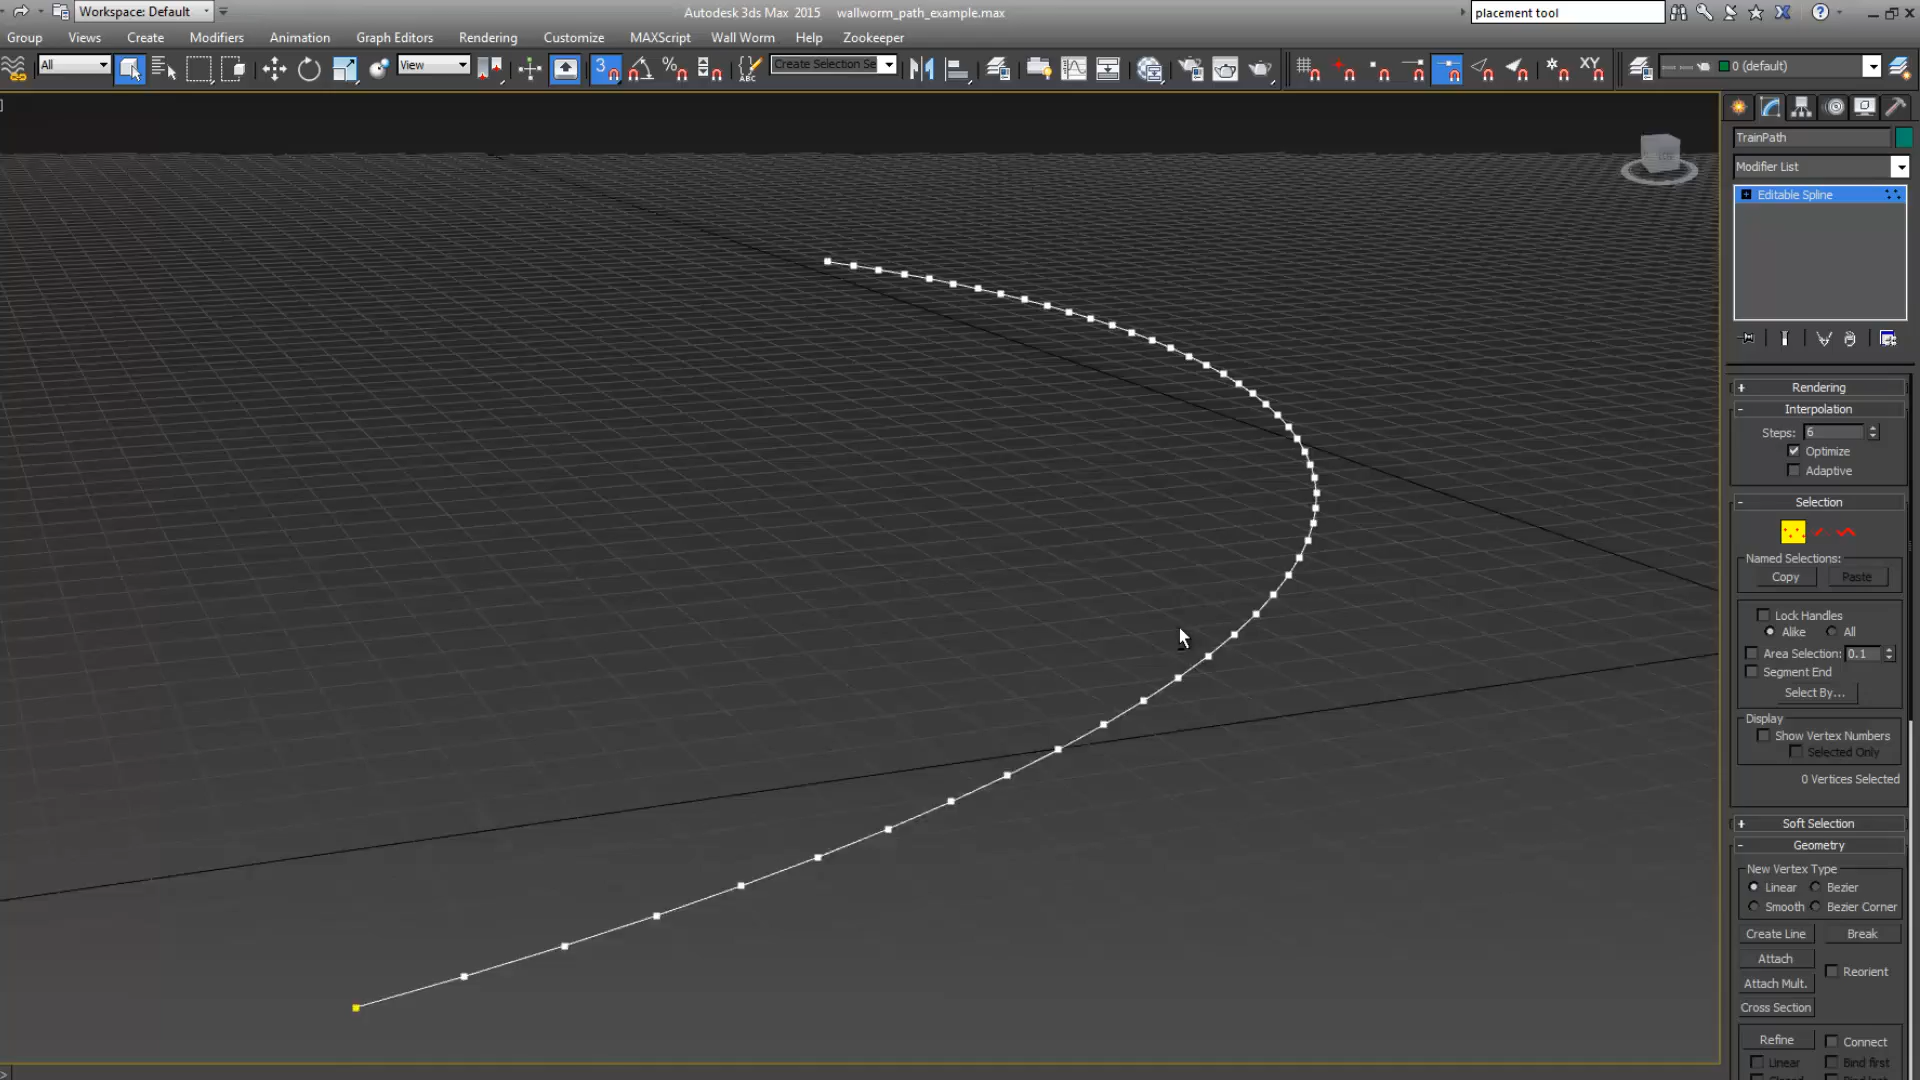 Workspace: Default
Autodesk 3ds Max 2015 wallworm_path_example.max
placement tool
Group Views Create Modifiers Animation Graph Editors Rendering Customize MAXScript Wall Worm Help Zookeeper
All
View
3
%
ABC
Create Selection Se
XY
0 (default)
]
TrainPath
Modifier List
Editable Spline
+ Rendering
- Interpolation
Steps: 6
Optimize
Adaptive
- Selection
Named Selections:
Copy Paste
Lock Handles
Alike All
Area Selection: 0.1
Segment End
Select By...
Display
Show Vertex Numbers
Selected Only
0 Vertices Selected
+ Soft Selection
- Geometry
New Vertex Type
Linear Bezier
Smooth Bezier Corner
Create Line Break
Attach
Reorient
Attach Mult.
Cross Section
Refine Connect
Linear Bind first